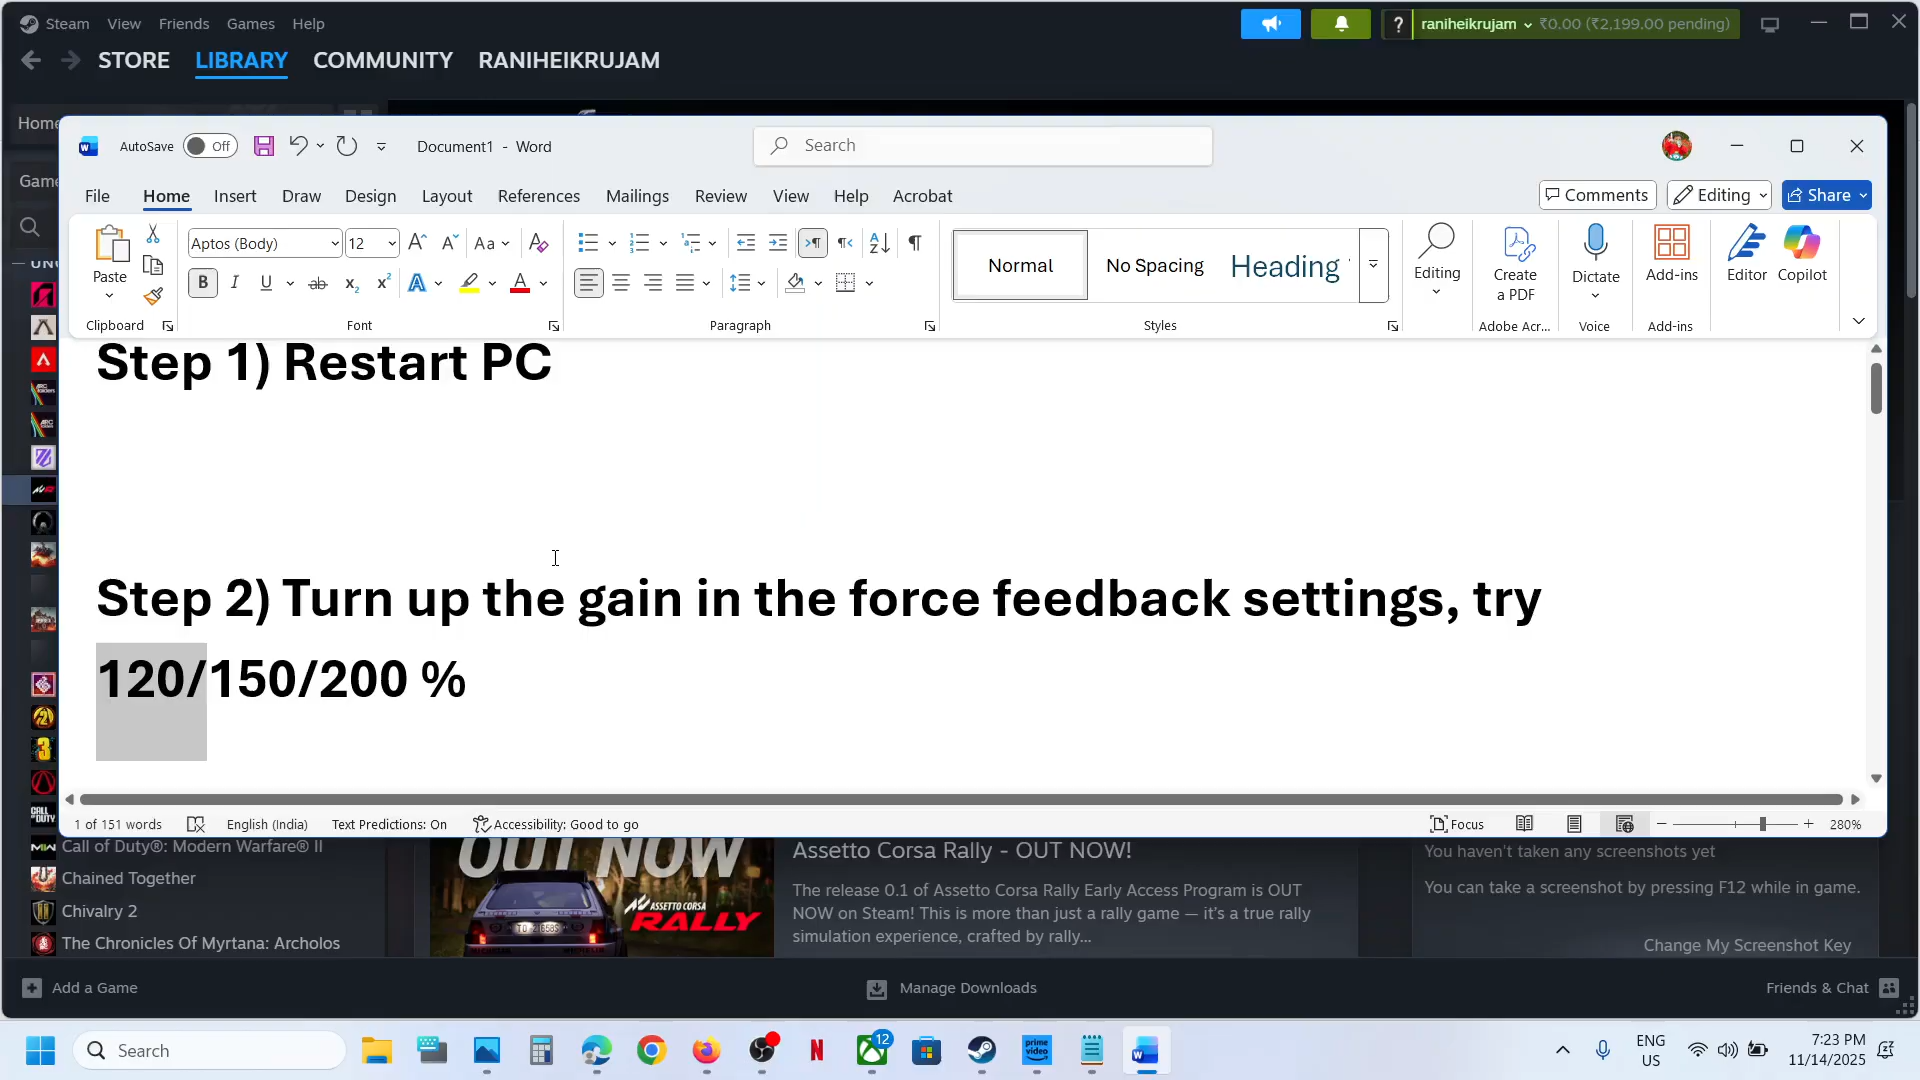 Steam View Friends Games Help
raniheikrujam ₹0.00 (₹2,199.00 pending)
STORE LIBRARY COMMUNITY RANIHEIKRUJAM
AutoSave Off Document1 - Word Search
File Home Insert Draw Design Layout References Mailings Review View Help Acrobat
Comments Editing Share
Paste
Clipboard
Aptos (Body) 12
Font
Paragraph
Normal No Spacing Heading
Styles
Editing
Create a PDF
Adobe Acr...
Dictate
Voice
Add-ins
Add-ins
Editor Copilot
Step 1) Restart PC
Step 2) Turn up the gain in the force feedback settings, try
120/150/200 %
1 of 151 words English (India) Text Predictions: On Accessibility: Good to go Focus 280%
Call of Duty®: Modern Warfare® II
Chained Together
Chivalry 2
The Chronicles Of Myrtana: Archolos
OUT NOW
ASSETTO CORSA
RALLY
Assetto Corsa Rally - OUT NOW!
The release 0.1 of Assetto Corsa Rally Early Access Program is OUT
NOW on Steam! This is more than just a rally game — it's a true rally
simulation experience, crafted by rally...
You haven't taken any screenshots yet
You can take a screenshot by pressing F12 while in game.
Change My Screenshot Key
Add a Game Manage Downloads Friends & Chat
Search
12
ENG
US
7:23 PM
11/14/2025